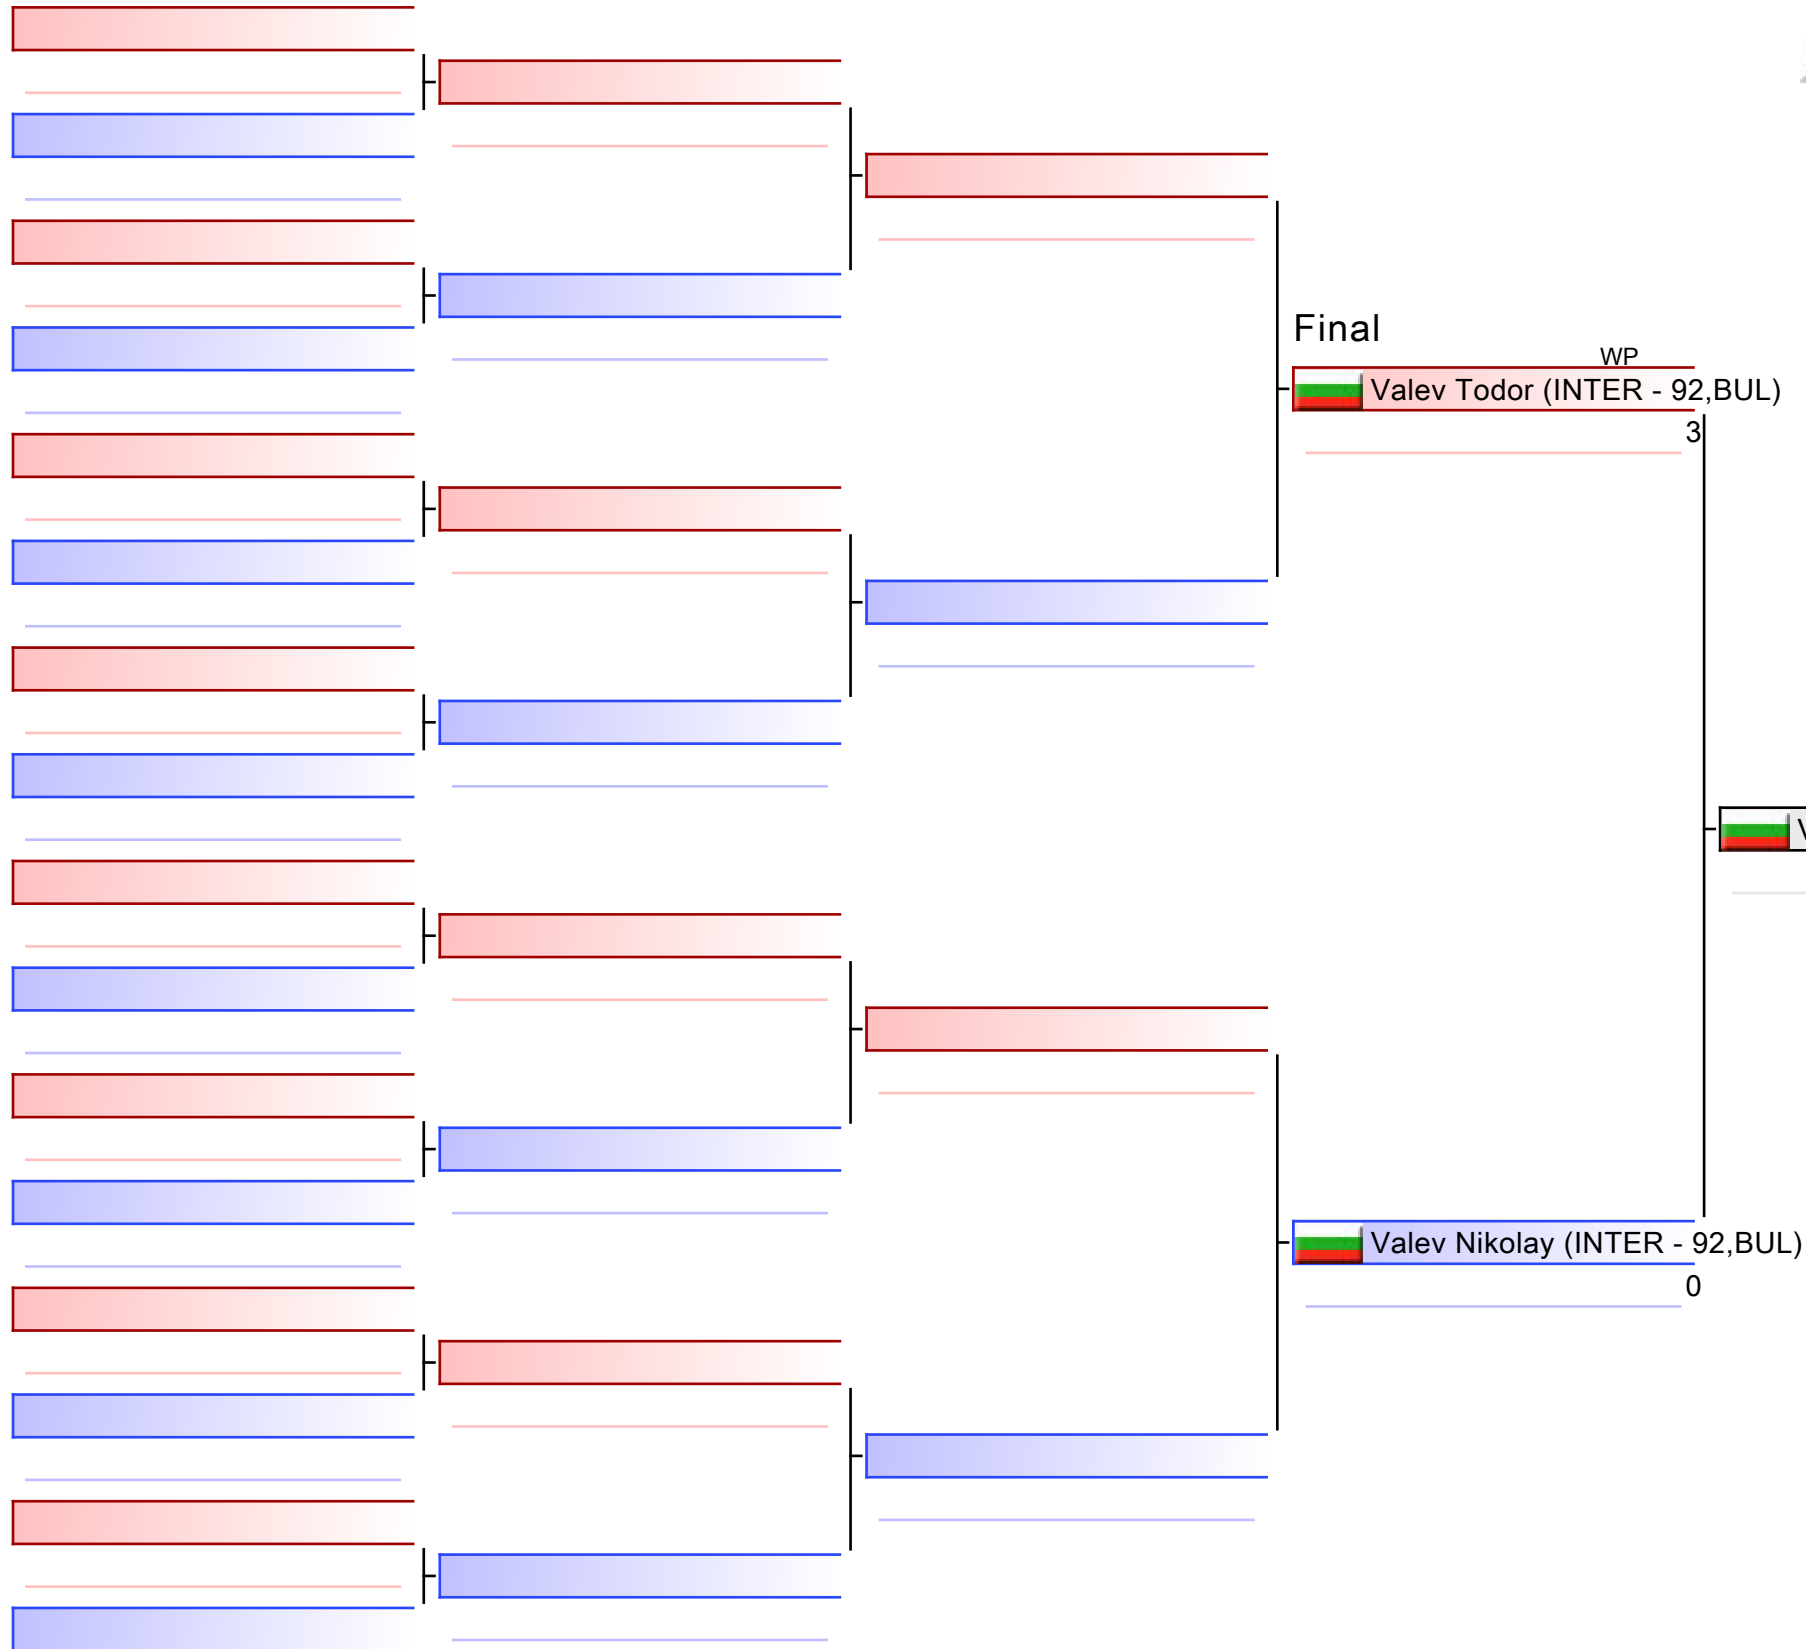 Final
WP
Valev Todor (INTER - 92,BUL)
3
V
Valev Nikolay (INTER - 92,BUL)
0